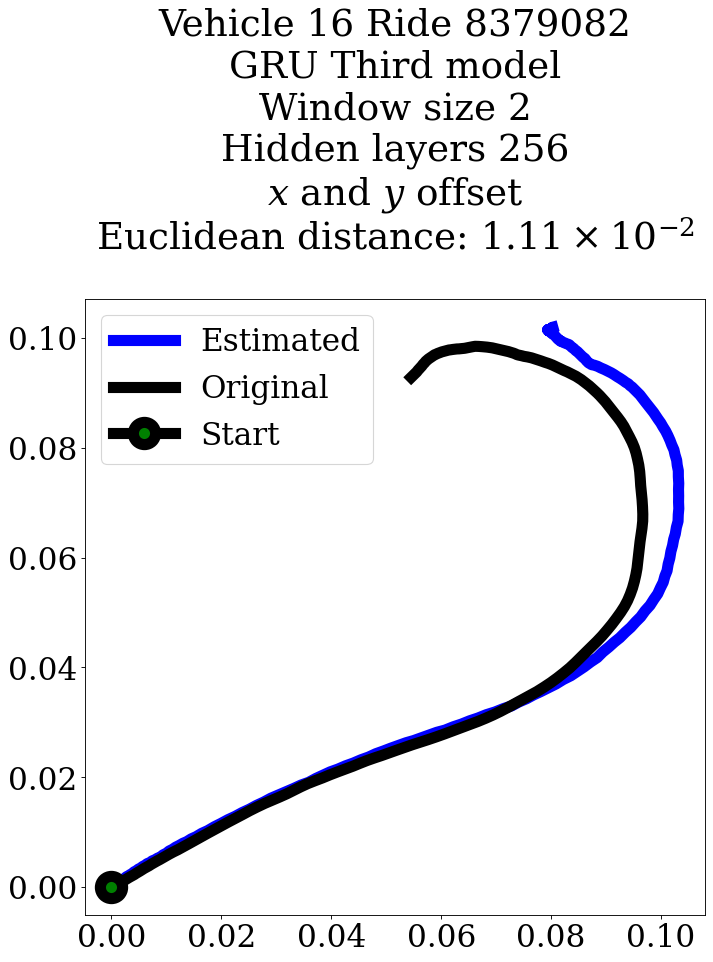 Vehicle 16 Ride 8379082
GRU Third model
Window size 2
Hidden layers 256
x and y offset
Euclidean distance: 1.11 × 10⁻²
Estimated
Original
Start
0.10
0.08
0.06
0.04
0.02
0.00
0.00 0.02 0.04 0.06 0.08 0.10